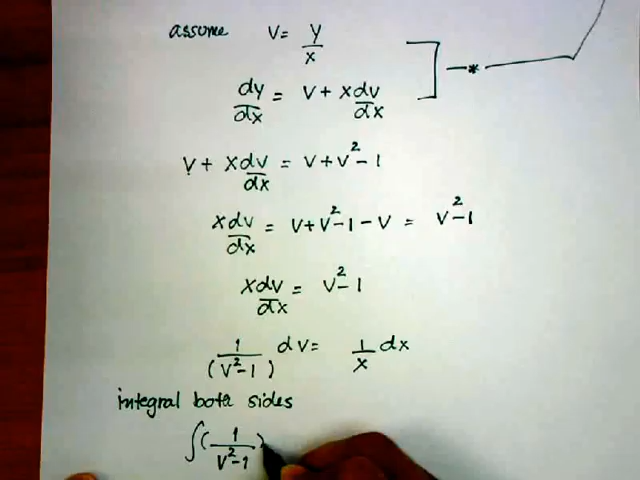 assume v = y/x
dy/dx = v + x dv/dx
*
v + x dv/dx = v + v² - 1
x dv/dx = v + v² - 1 - v = v² - 1
x dv/dx = v² - 1
1/(v² - 1) dv = 1/x dx
integral both sides
∫(1/v² - 1)